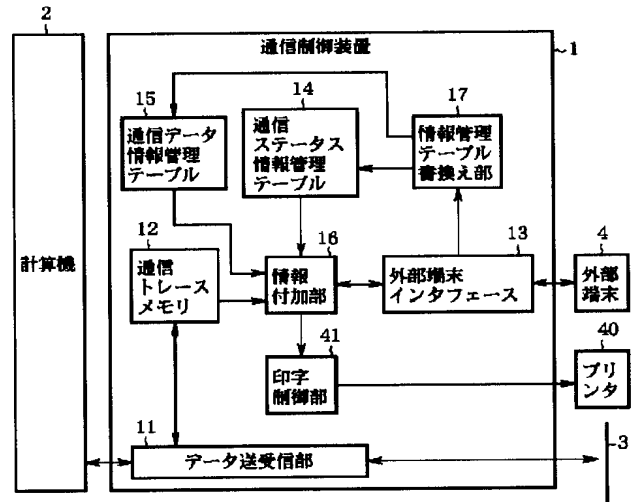 2
通信制御装置
1
15
14
17
通信データ
情報管理
テーブル
通信
ステータス
情報管理
テーブル
情報管理
テーブル
書換え部
計算機
12
16
13
4
通信
トレース
メモリ
情報
付加部
外部端末
インタフェース
外部
端末
41
40
印字
制御部
プリ
ンタ
11
データ送受信部
3